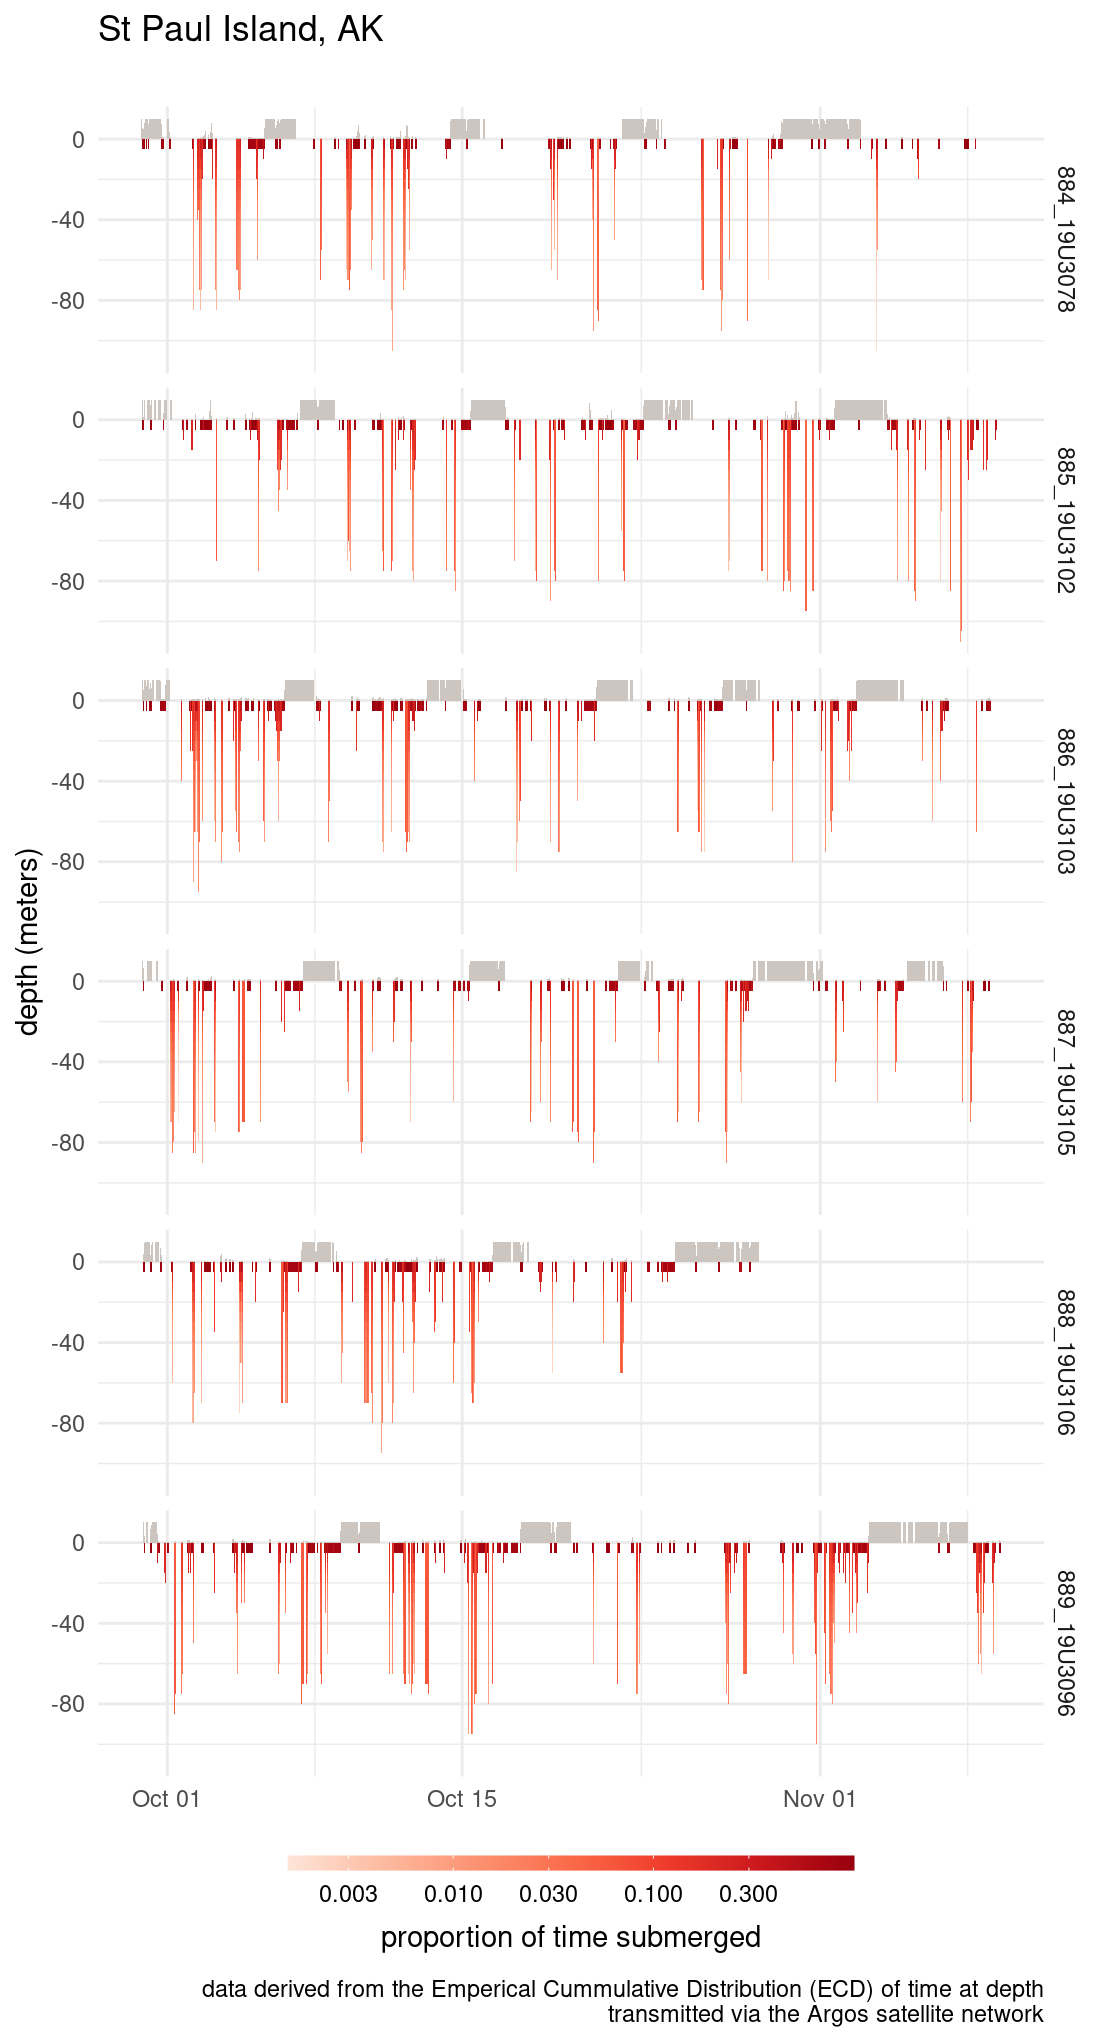 St Paul Island, AK
0
-40
-80
884_19U3078
0
-40
-80
885_19U3102
0
-40
-80
886_19U3103
depth (meters)
0
-40
-80
887_19U3105
0
-40
-80
888_19U3106
0
-40
-80
889_19U3096
Oct 01 Oct 15 Nov 01
0.003 0.010 0.030 0.100 0.300
proportion of time submerged
data derived from the Emperical Cummulative Distribution (ECD) of time at depth
transmitted via the Argos satellite network